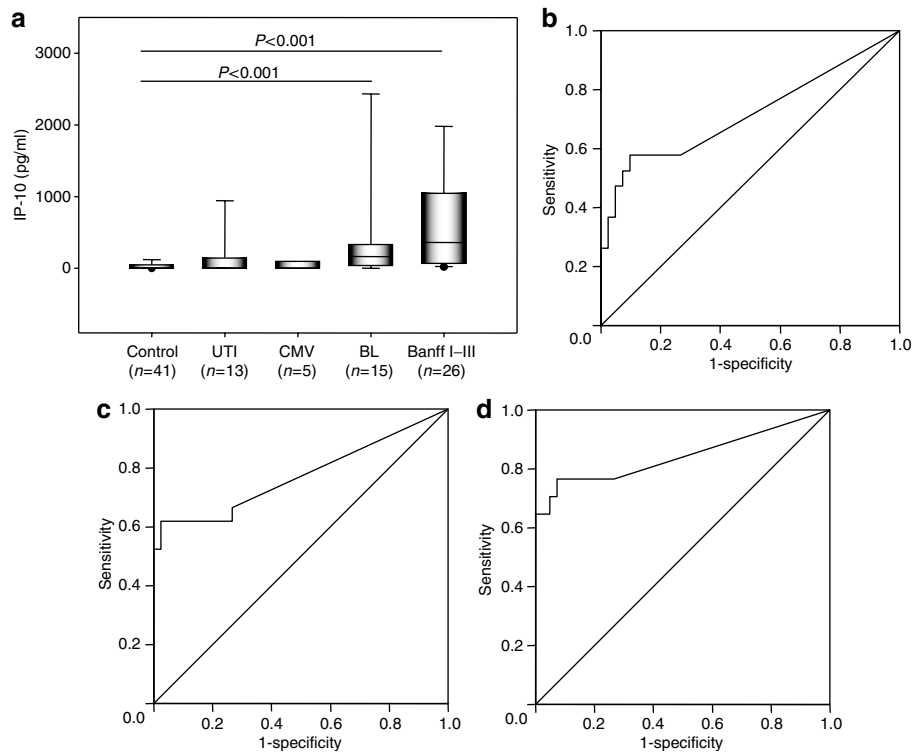 a
3000
2000
1000
0
IP-10 (pg/ml)
P<0.001
P<0.001
Control
(n=41)
UTI
(n=13)
CMV
(n=5)
BL
(n=15)
Banff I–III
(n=26)
b
1.0
0.8
0.6
0.4
0.2
0.0
Sensitivity
0.2 0.4 0.6 0.8 1.0
1-specificity
c
1.0
0.8
0.6
0.4
0.2
0.0
Sensitivity
0.2 0.4 0.6 0.8 1.0
1-specificity
d
1.0
0.8
0.6
0.4
0.2
0.0
Sensitivity
0.2 0.4 0.6 0.8 1.0
1-specificity